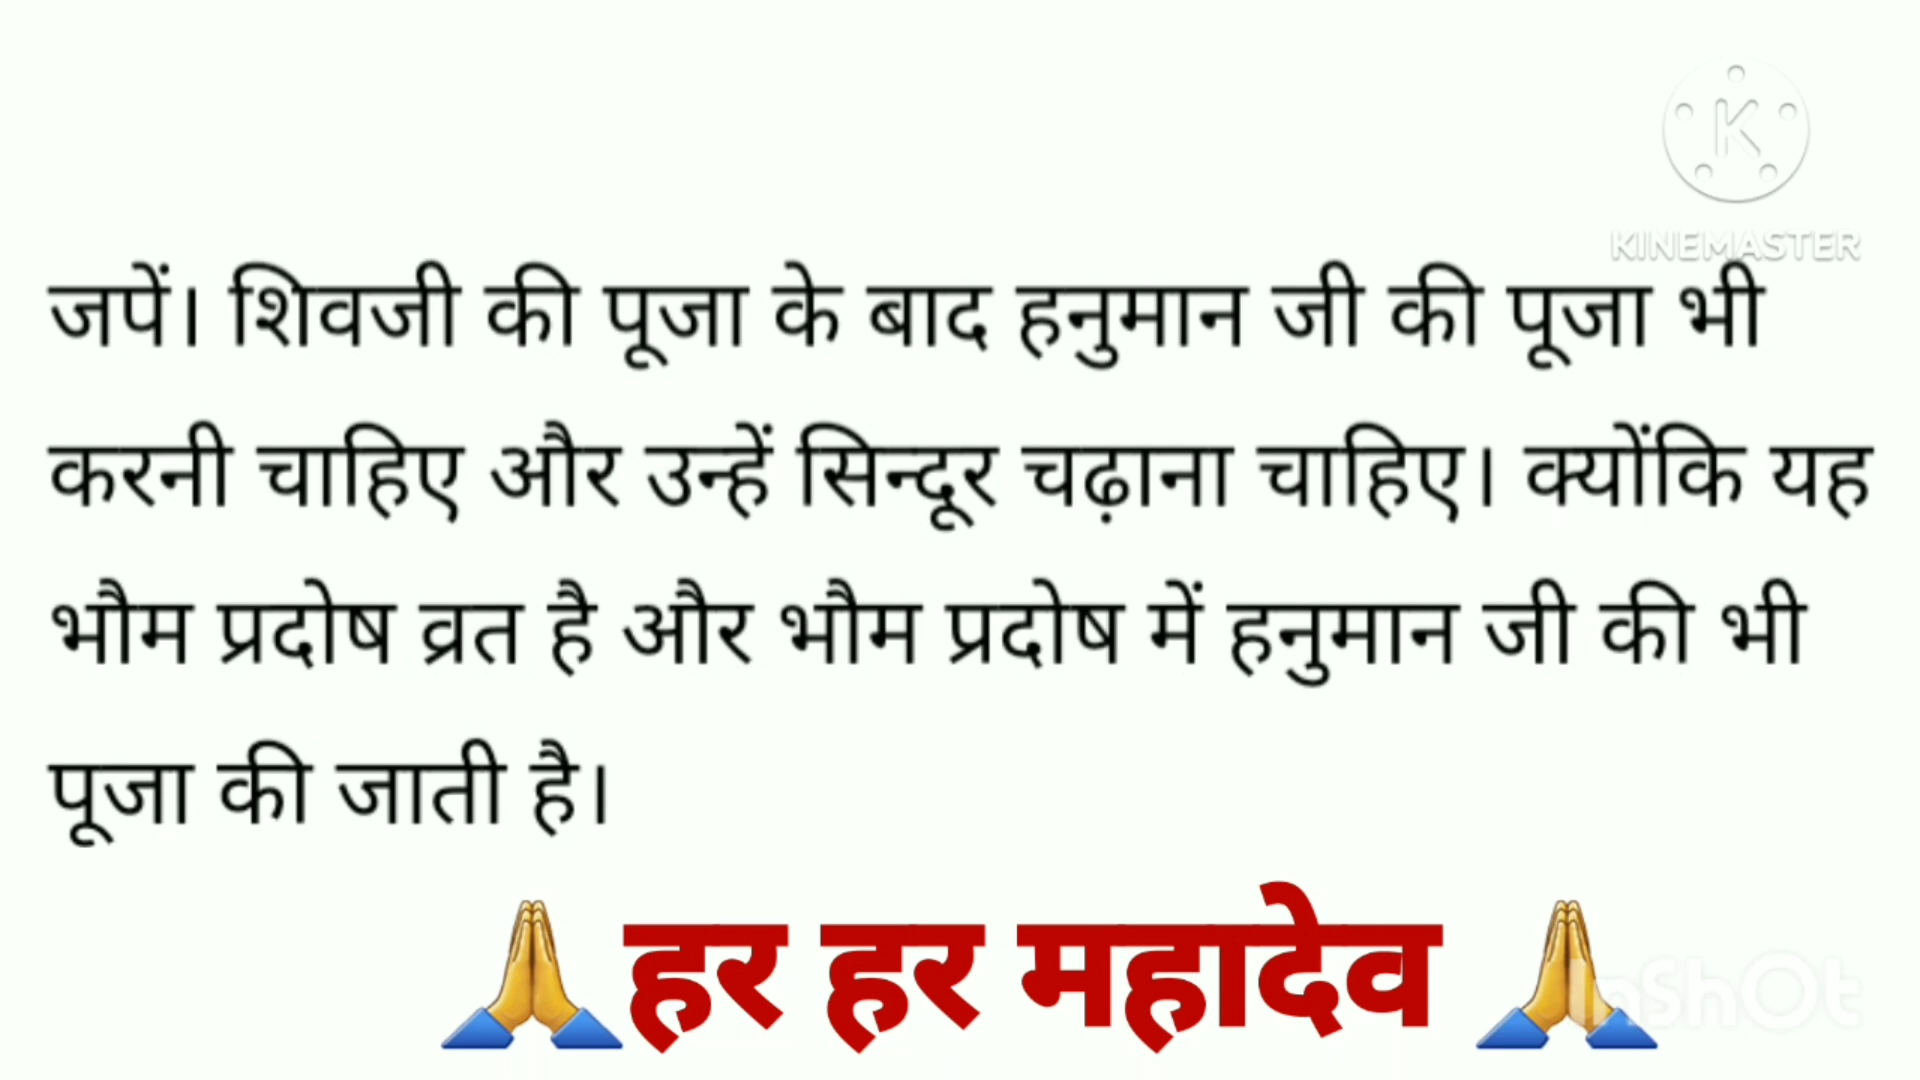 KINEMASTER
जपें। शिवजी की पूजा के बाद हनुमान जी की पूजा भी
करनी चाहिए और उन्हें सिन्दूर चढ़ाना चाहिए। क्योंकि यह
भौम प्रदोष व्रत है और भौम प्रदोष में हनुमान जी की भी
पूजा की जाती है।
🙏हर हर महादेव 🙏
InShOt